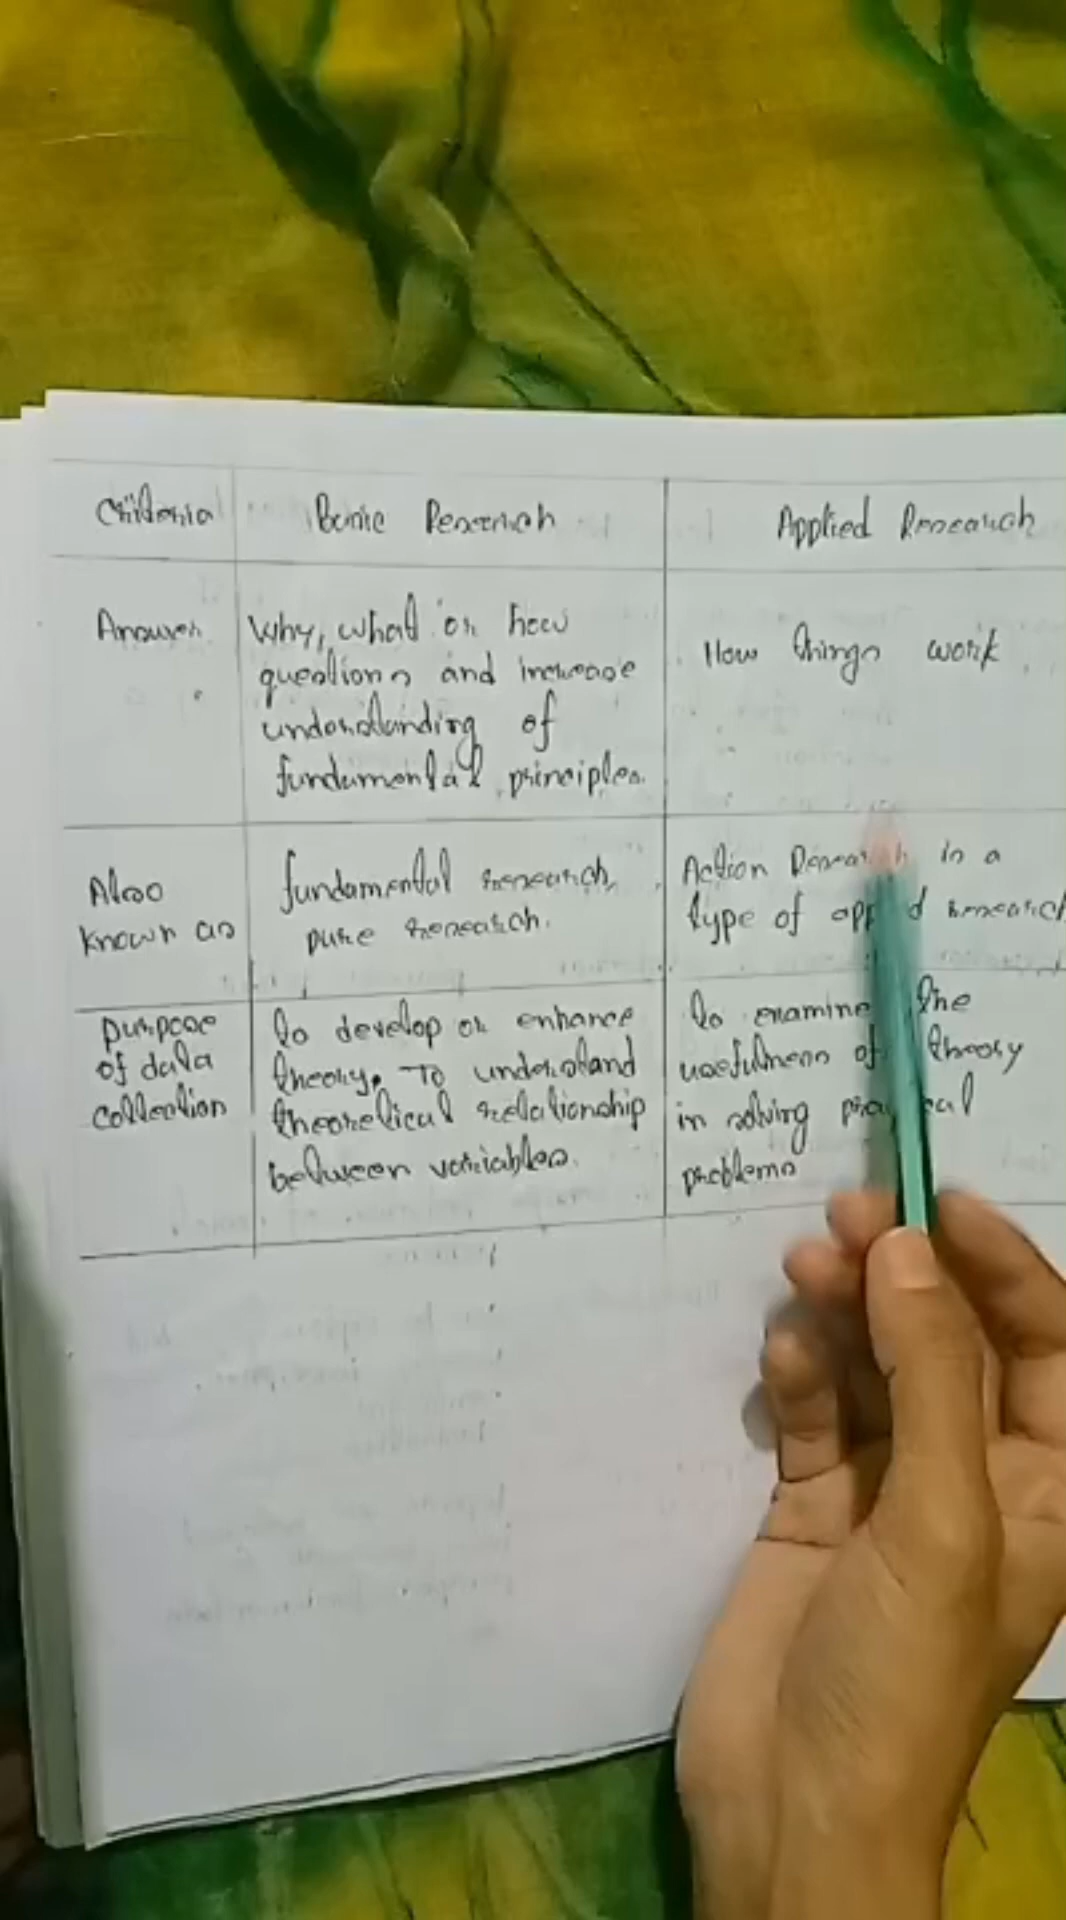 Criteria Basic Research Applied Research
Answer
Why, what or how
questions and increase
understanding of
fundamental principles.
How things work
Also
known as
fundamental research,
pure research.
Action Research is a
type of applied research
purpose
of data
collection
To develop or enhance
theory. To understand
theoretical relationship
between variables.
To examine the
usefulness of theory
in solving practical
problems